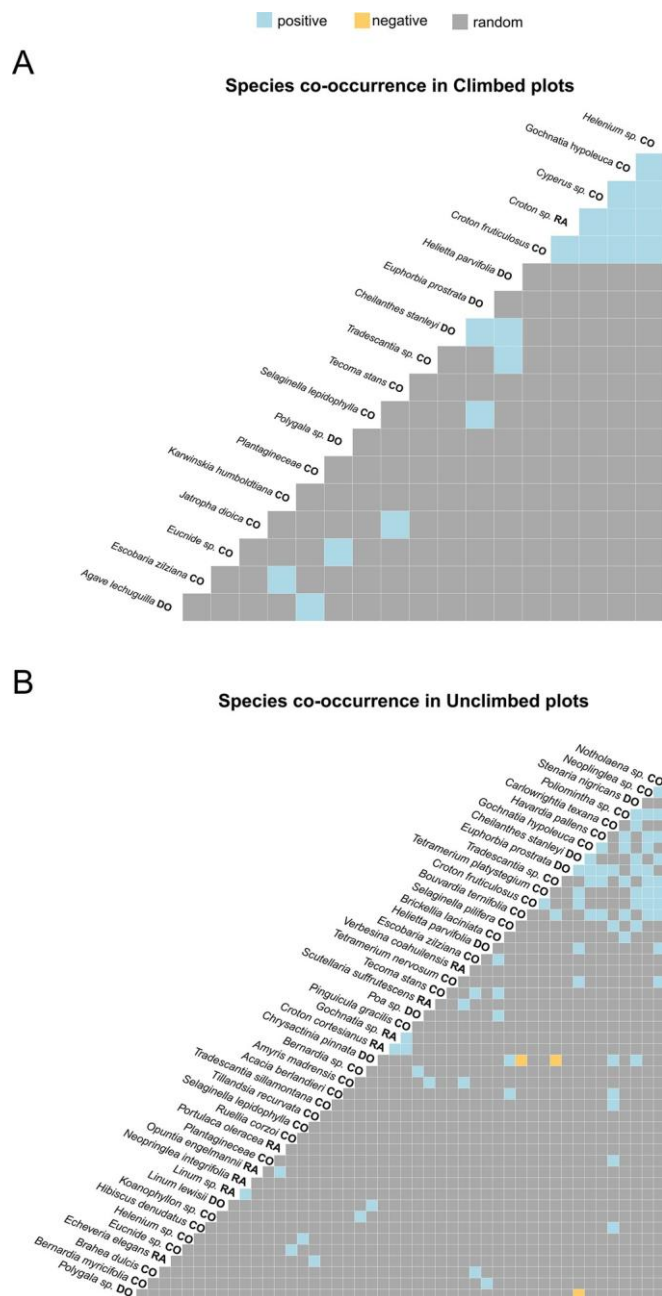 positive negative random
A
Species co-occurrence in Climbed plots
Helenium sp. CO
Gochnatia hypoleuca CO
Cyperus sp. CO
Croton sp. RA
Croton fruticulosus CO
Helietta parvifolia DO
Euphorbia prostrata DO
Cheilanthes stanleyi DO
Tradescantia sp. CO
Tecoma stans CO
Selaginella lepidophylla CO
Polygala sp. DO
Plantagineceae CO
Karwinskia humboldtiana CO
Jatropha dioica CO
Eucnide sp. CO
Escobaria zilziana CO
Agave lechuguilla DO
B
Species co-occurrence in Unclimbed plots
Notholaena sp. CO
Neoplinglea sp. CO
Stenaria nigricans DO
Poliomintha sp. CO
Carlowrightia texana CO
Havardia pallens CO
Gochnatia hypoleuca CO
Cheilanthes stanleyi DO
Euphorbia prostrata DO
Tradescantia sp. CO
Tetramerium platystegium CO
Croton fruticulosus CO
Bouvardia ternifolia CO
Selaginella pilifera CO
Brickellia laciniata CO
Helietta parvifolia DO
Escobaria zilziana CO
Verbesina coahuilensis RA
Tetramerium nervosum CO
Tecoma stans CO
Scutellaria suffrutescens RA
Poa sp. DO
Pinguicula gracilis CO
Gochnatia sp. RA
Croton cortesianus RA
Chrysactinia pinnata DO
Bernardia sp. CO
Amyris madrensis CO
Acacia berlandieri CO
Tradescantia sillamontana CO
Tillandsia recurvata CO
Selaginella lepidophylla CO
Ruellia corzoi CO
Portulaca oleracea RA
Plantagineceae CO
Opuntia engelmannii RA
Neopringlea integrifolia RA
Linum sp. RA
Linum lewisii DO
Koanophyllon sp. CO
Hibiscus denudatus CO
Helenium sp. CO
Eucnide sp. CO
Echeveria elegans RA
Brahea dulcis CO
Bernardia myricifolia CO
Polygala sp. DO